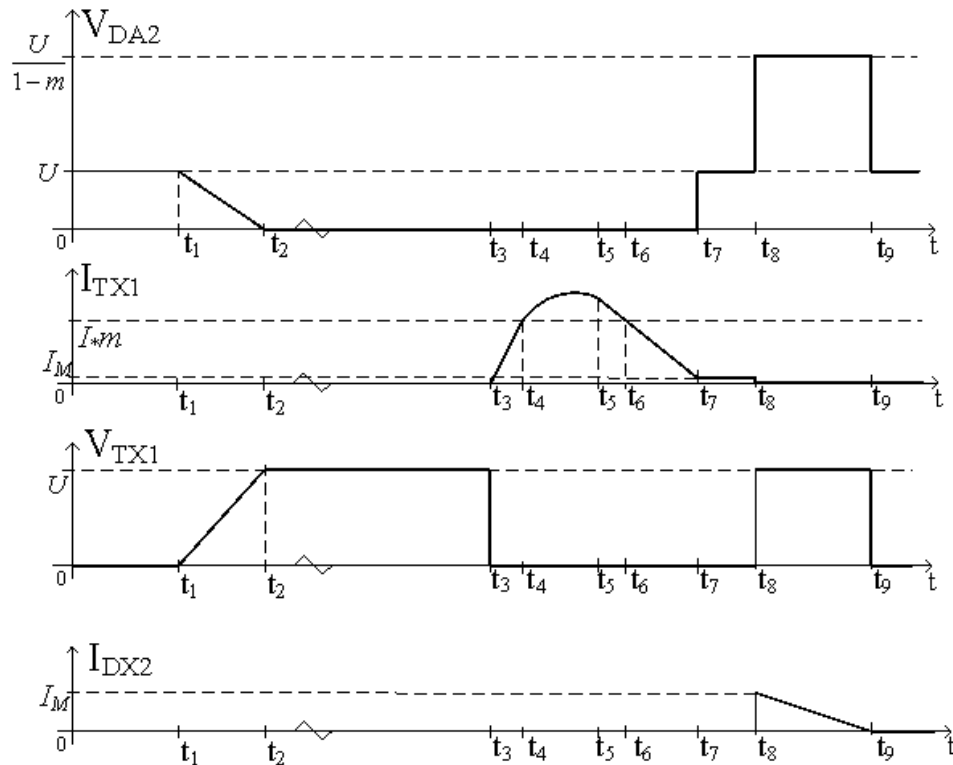 V_DA2
U
1-m
U
0
t1 t2 t3 t4 t5 t6 t7 t8 t9 t
I_TX1
I*m
I_M
0
t1 t2 t3 t4 t5 t6 t7 t8 t9 t
V_TX1
U
0
t1 t2 t3 t4 t5 t6 t7 t8 t9 t
I_DX2
I_M
0
t1 t2 t3 t4 t5 t6 t7 t8 t9 t